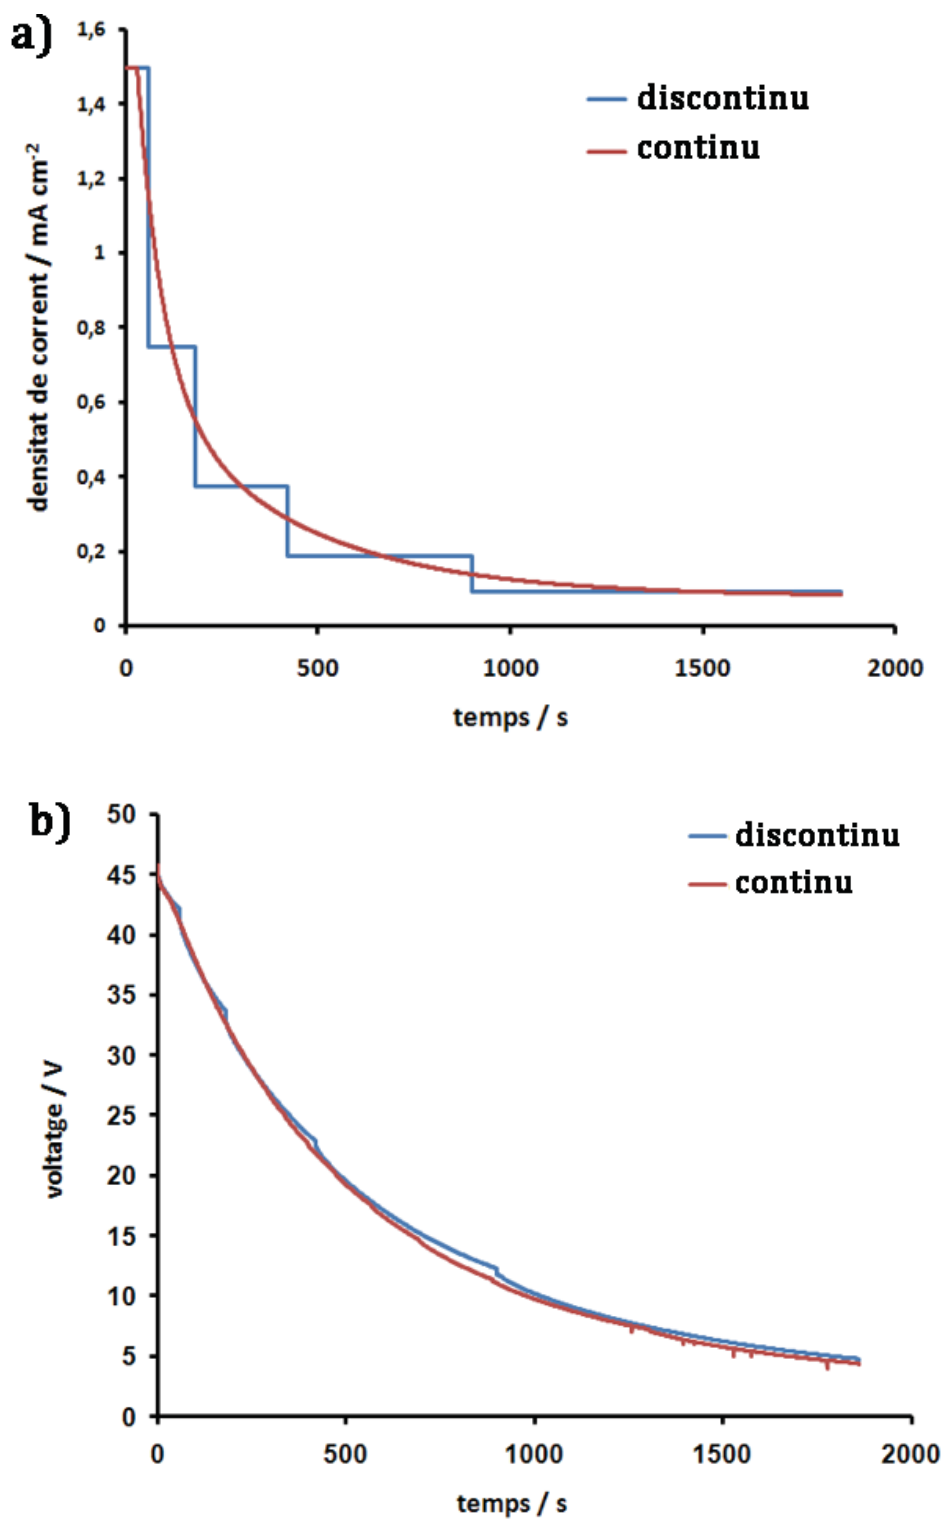 a)
1,6
1,4
1,2
1
0,8
0,6
0,4
0,2
0
densitat de corrent / mA cm-2
discontinu
continu
0 500 1000 1500 2000
temps / s
b)
50
45
40
35
30
25
20
15
10
5
0
voltatge / V
discontinu
continu
0 500 1000 1500 2000
temps / s